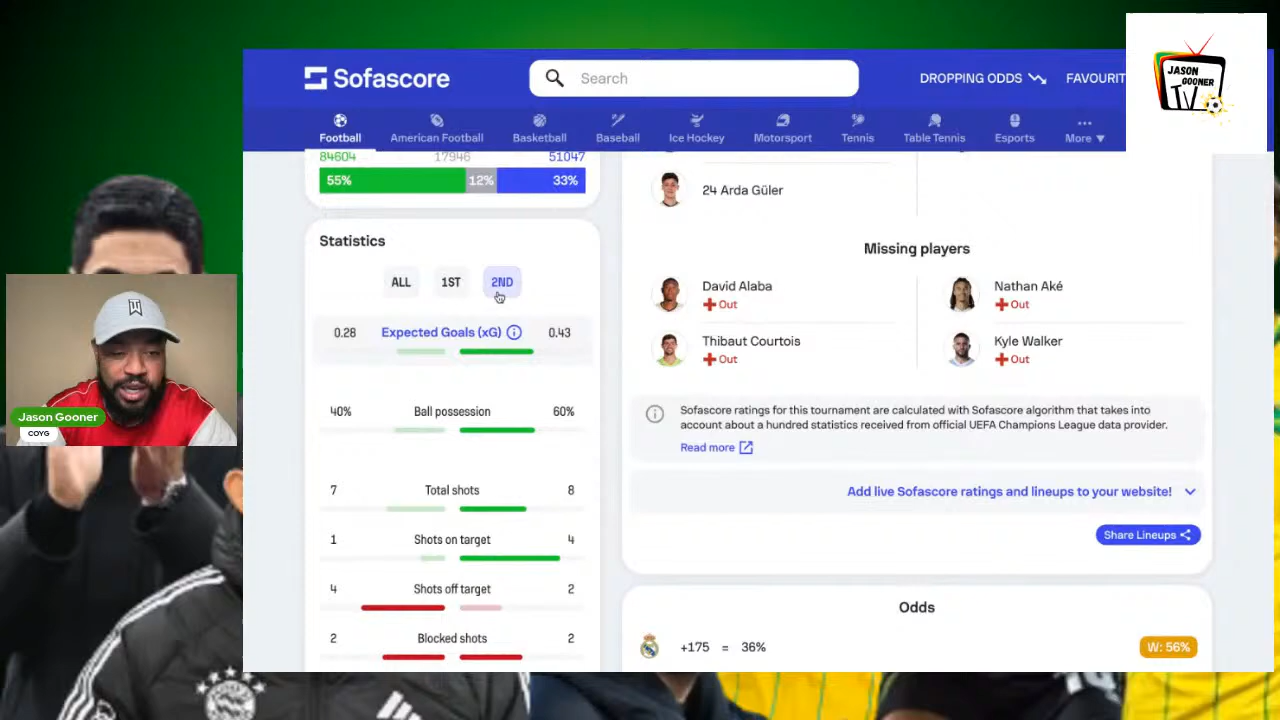 Sofascore
Search
DROPPING ODDS
FAVOURIT
JASON
GOONER
TV
Football
American Football
Basketball
Baseball
Ice Hockey
Motorsport
Tennis
Table Tennis
Esports
More
84604 17946 51047
55% 12% 33%
Statistics
ALL 1ST 2ND
0.28 Expected Goals (xG) 0.43
40% Ball possession 60%
7 Total shots 8
1 Shots on target 4
4 Shots off target 2
2 Blocked shots 2
24 Arda Güler
Missing players
David Alaba
Out
Nathan Aké
Out
Thibaut Courtois
Out
Kyle Walker
Out
Sofascore ratings for this tournament are calculated with Sofascore algorithm that takes into
account about a hundred statistics received from official UEFA Champions League data provider.
Read more
Add live Sofascore ratings and lineups to your website!
Share Lineups
Odds
+175 = 36%
W: 56%
Jason Gooner
COYG